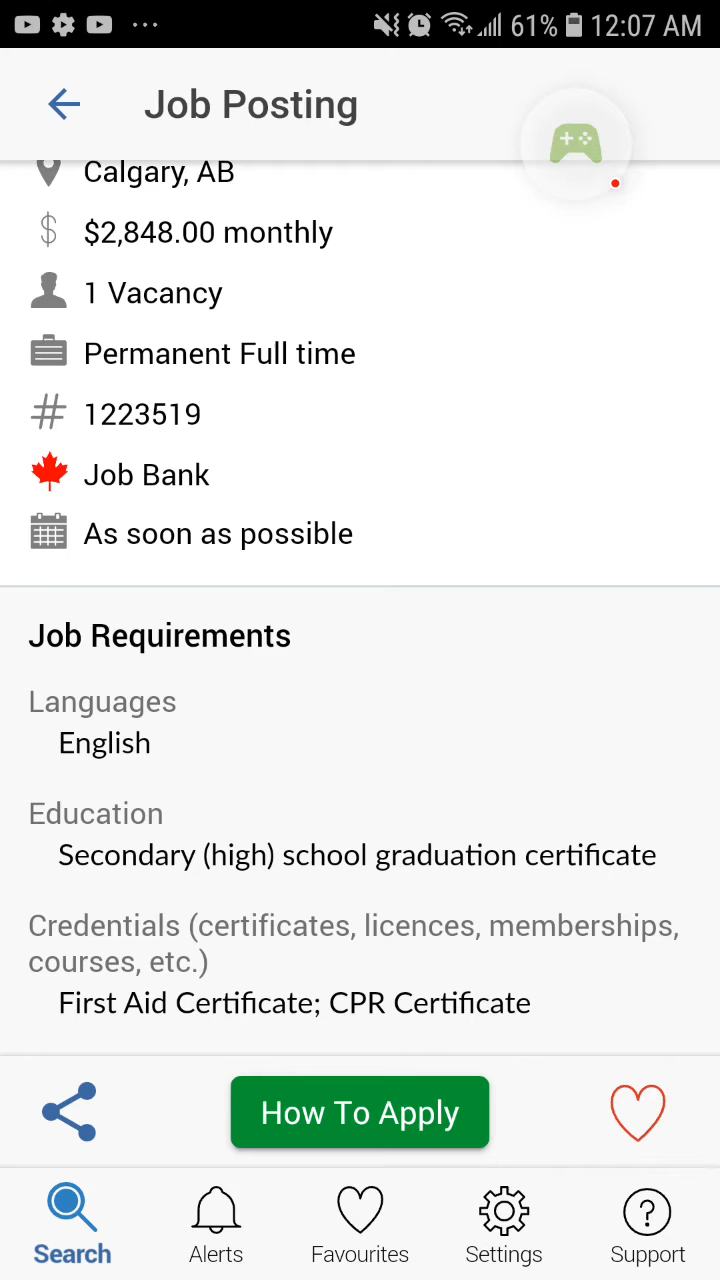 61% 12:07 AM
Job Posting
Calgary, AB
$2,848.00 monthly
1 Vacancy
Permanent Full time
# 1223519
Job Bank
As soon as possible
Job Requirements
Languages
English
Education
Secondary (high) school graduation certificate
Credentials (certificates, licences, memberships,
courses, etc.)
First Aid Certificate; CPR Certificate
How To Apply
Search Alerts Favourites Settings Support